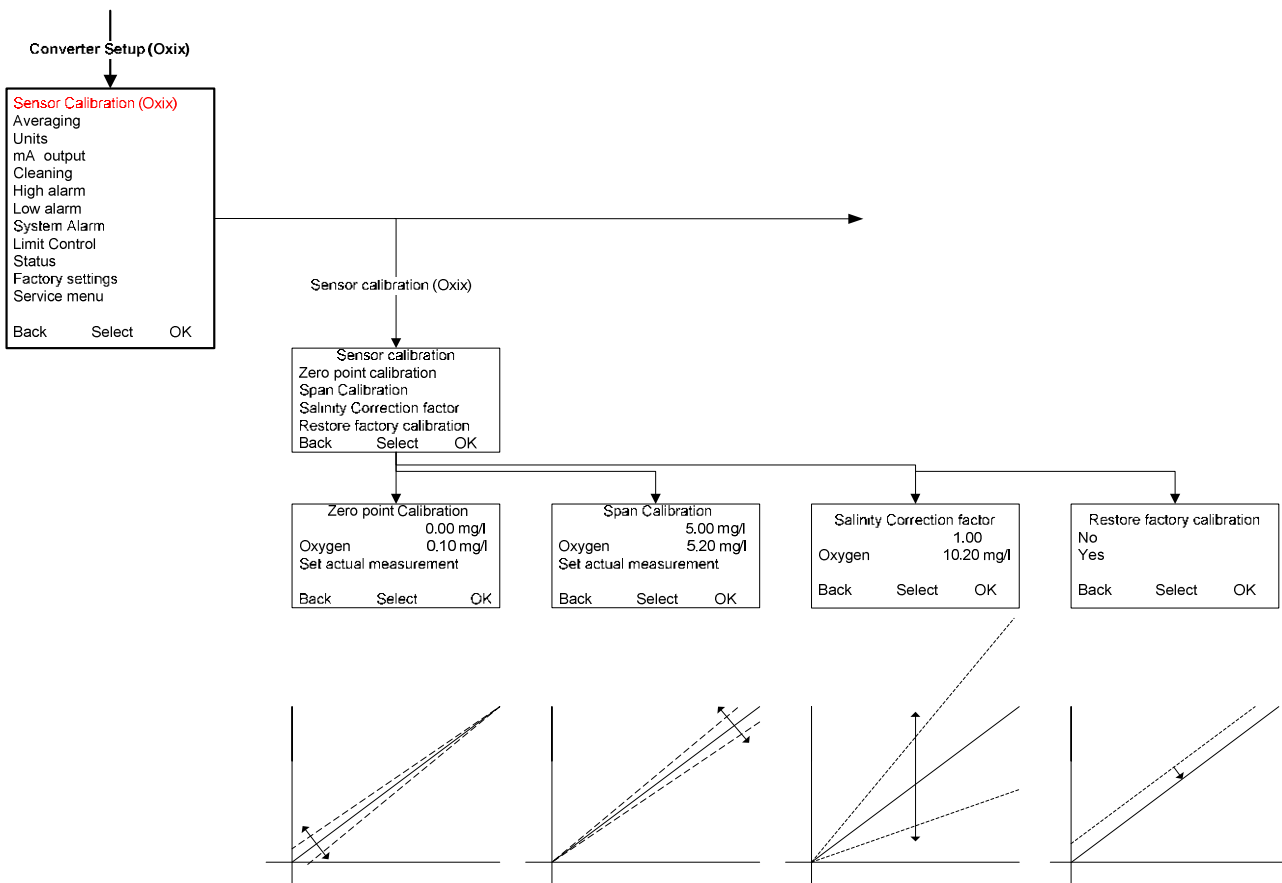 Converter Setup (Oxix)
Sensor Calibration (Oxix)
Averaging
Units
mA output
Cleaning
High alarm
Low alarm
System Alarm
Limit Control
Status
Factory settings
Service menu
Back Select OK
Sensor calibration (Oxix)
Sensor calibration
Zero point calibration
Span Calibration
Salinity Correction factor
Restore factory calibration
Back Select OK
Zero point Calibration
0.00 mg/l
Oxygen 0.10 mg/l
Set actual measurement
Back Select OK
Span Calibration
5.00 mg/l
Oxygen 5.20 mg/l
Set actual measurement
Back Select OK
Salinity Correction factor
1.00
Oxygen 10.20 mg/l
Back Select OK
Restore factory calibration
No
Yes
Back Select OK